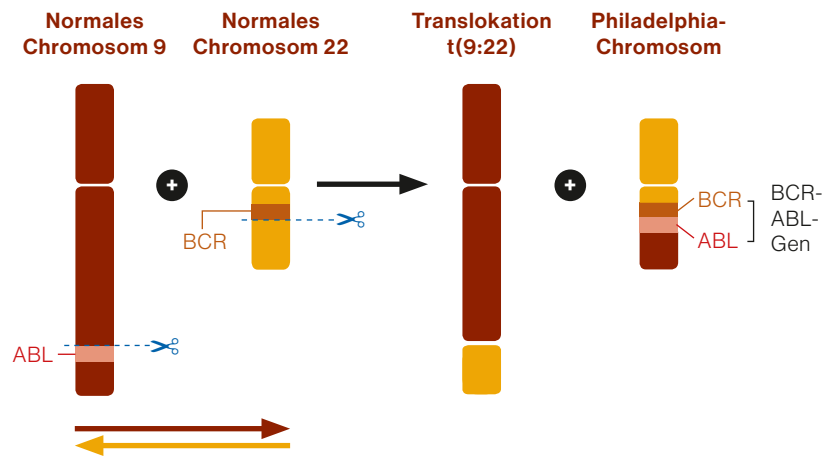 Normales
Chromosom 9
Normales
Chromosom 22
Translokation
t(9:22)
Philadelphia-
Chromosom
+
+
BCR
ABL
BCR
ABL
BCR-
ABL-
Gen